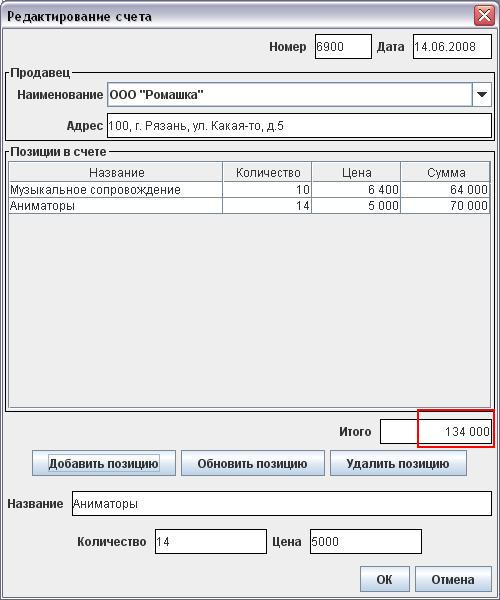 Редактирование счета
Номер 6900 Дата 14.06.2008
Продавец
Наименование ООО "Ромашка"
Адрес 100, г. Рязань, ул. Какая-то, д.5
Позиции в счете
Название Количество Цена Сумма
Музыкальное сопровождение 10 6 400 64 000
Аниматоры 14 5 000 70 000
Итого 134 000
Добавить позицию Обновить позицию Удалить позицию
Название Аниматоры
Количество 14 Цена 5000
ОК Отмена